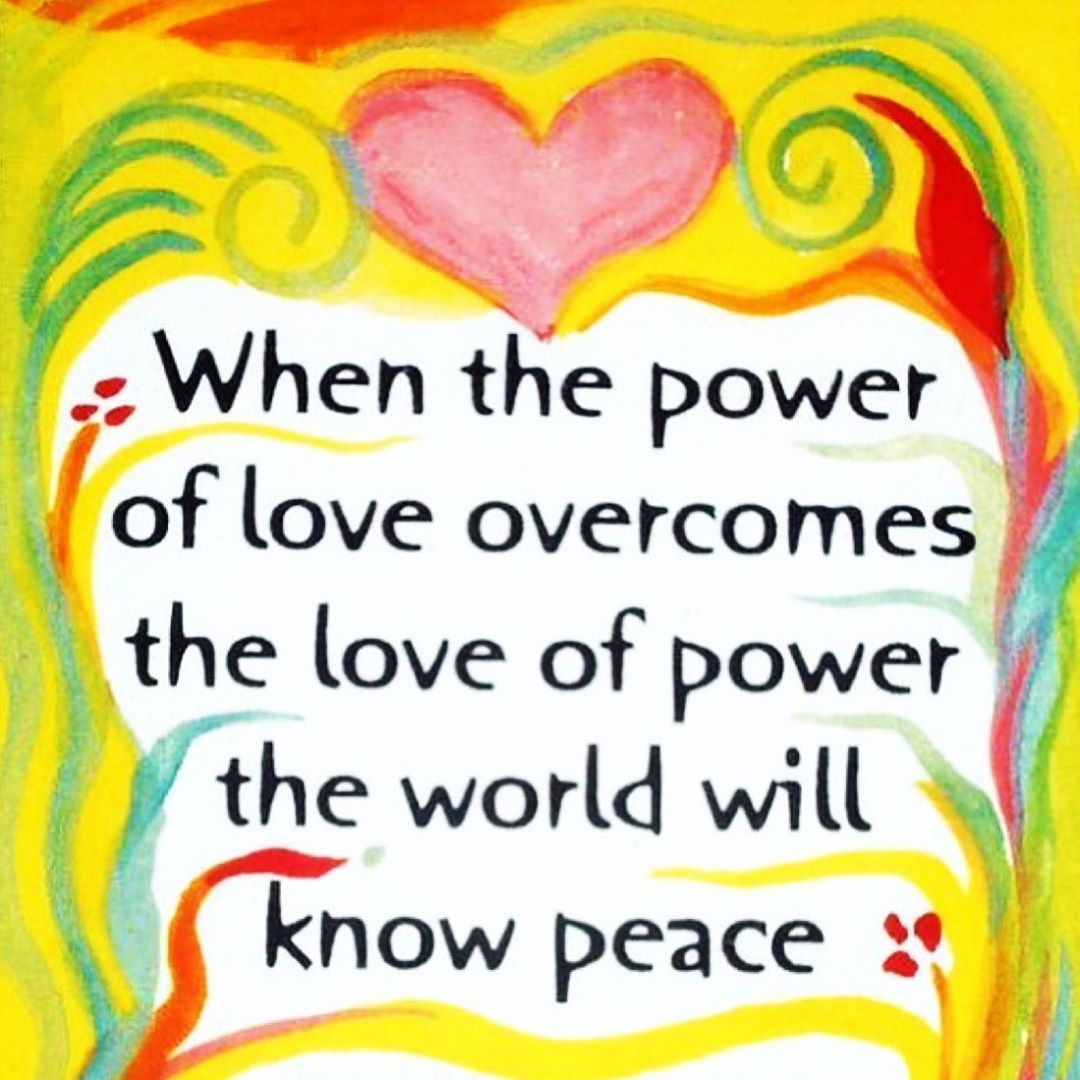 When the power
of love overcomes
the love of power
the world will
know peace